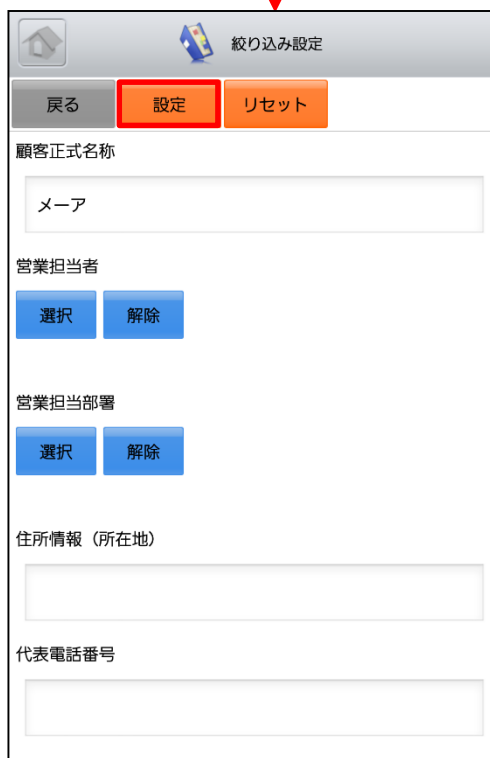 絞り込み設定
戻る 設定 リセット
顧客正式名称
メーア
営業担当者
選択 解除
営業担当部署
選択 解除
住所情報（所在地）
代表電話番号